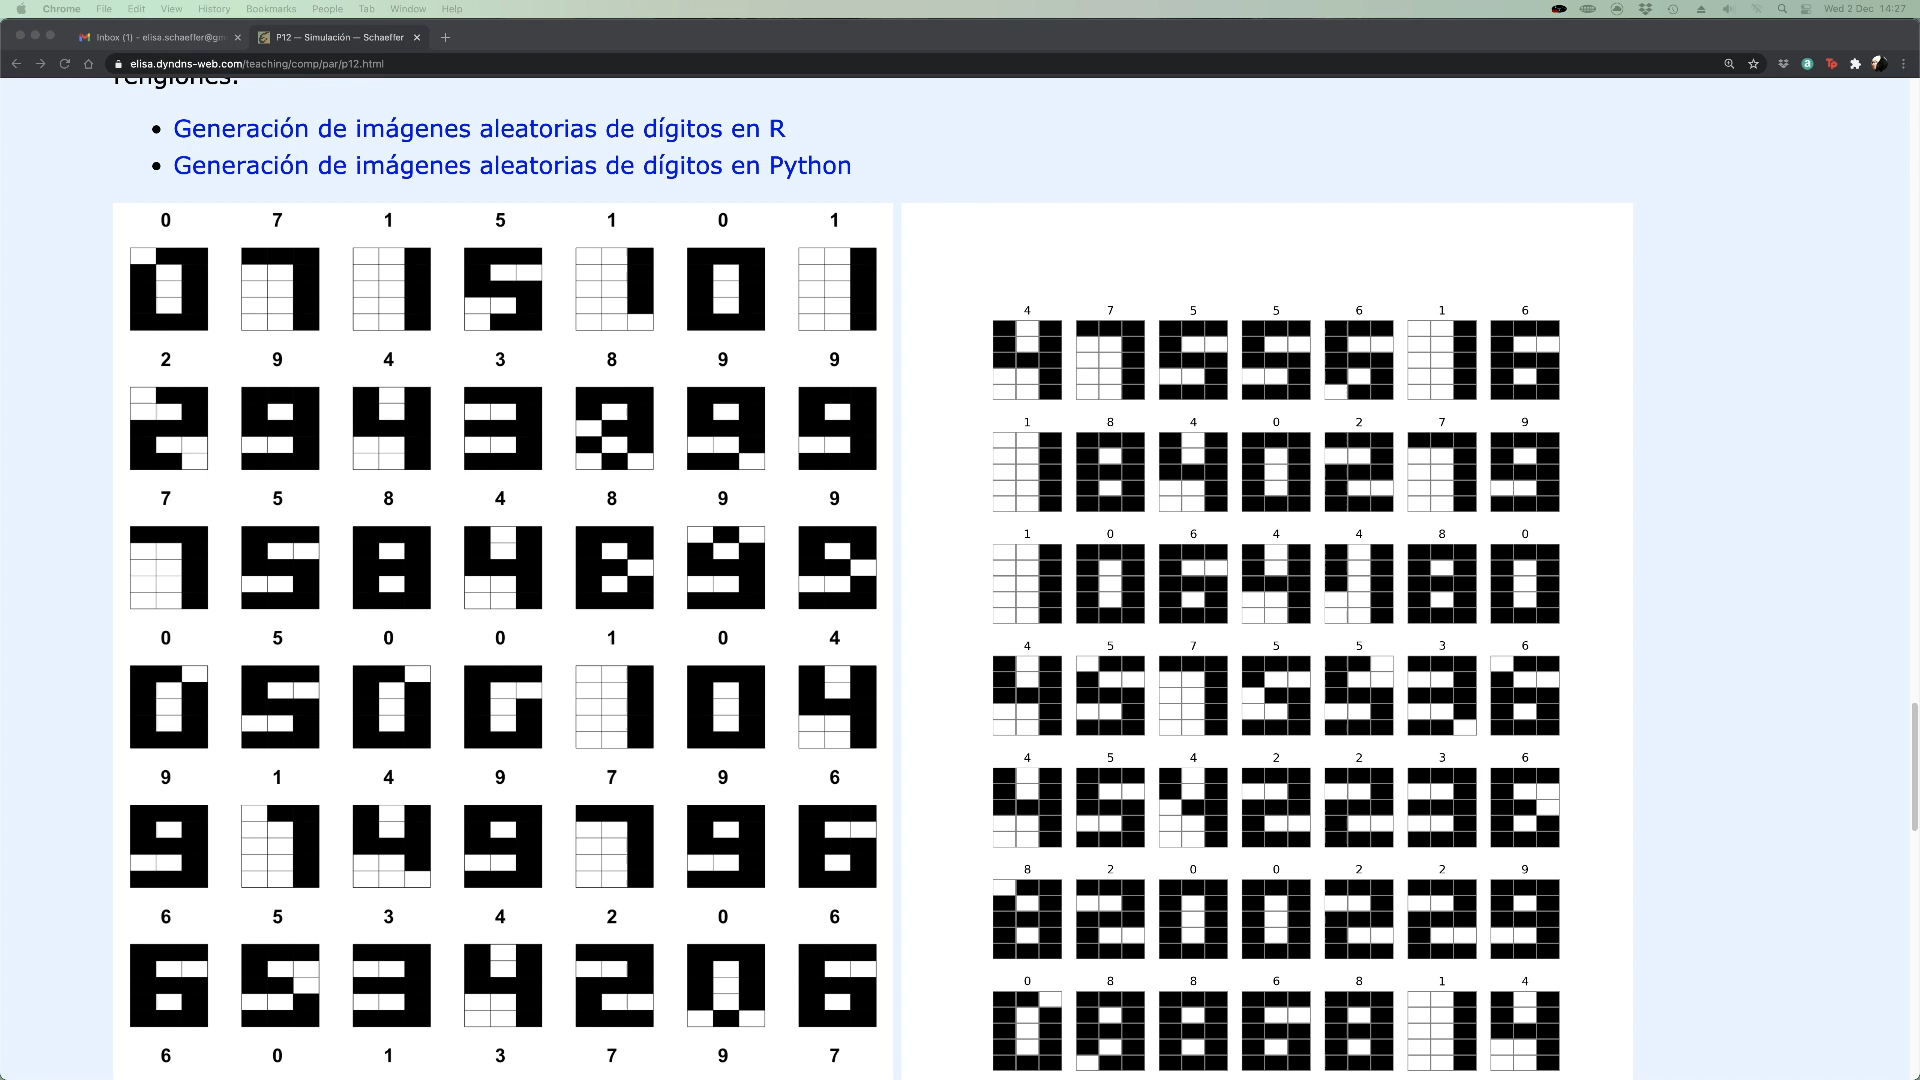 Chrome File Edit View History Bookmarks People Tab Window Help Wed 2 Dec 14:27
Inbox (1) - elisa.schaeffer@gm P12 — Simulación — Schaeffer
elisa.dyndns-web.com/teaching/comp/par/p12.html
renglones:
Generación de imágenes aleatorias de dígitos en R
Generación de imágenes aleatorias de dígitos en Python
0 7 1 5 1 0 1
2 9 4 3 8 9 9
7 5 8 4 8 9 9
0 5 0 0 1 0 4
9 1 4 9 7 9 6
6 5 3 4 2 0 6
6 0 1 3 7 9 7
4 7 5 5 6 1 6
1 8 4 0 2 7 9
1 0 6 4 4 8 0
4 5 7 5 5 3 6
4 5 4 2 2 3 6
8 2 0 0 2 2 9
0 8 8 6 8 1 4